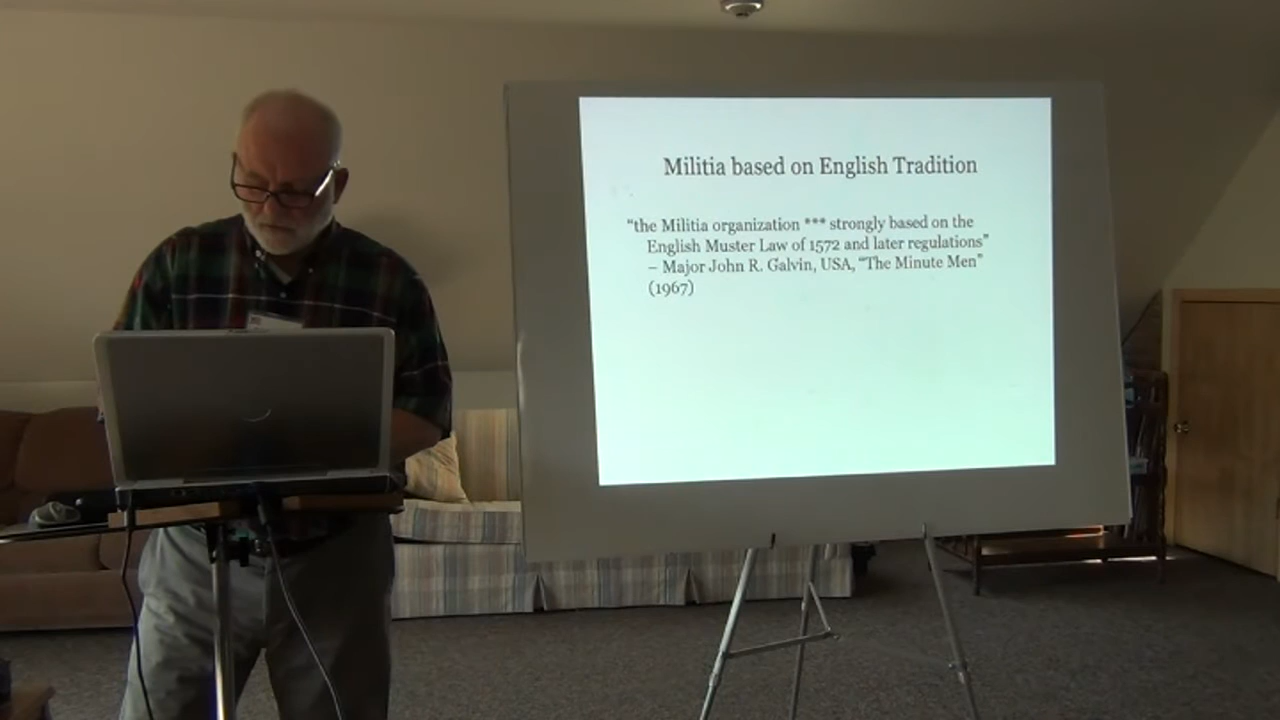 Militia based on English Tradition
“the Militia organization *** strongly based on the
English Muster Law of 1572 and later regulations”
– Major John R. Galvin, USA, “The Minute Men”
(1967)